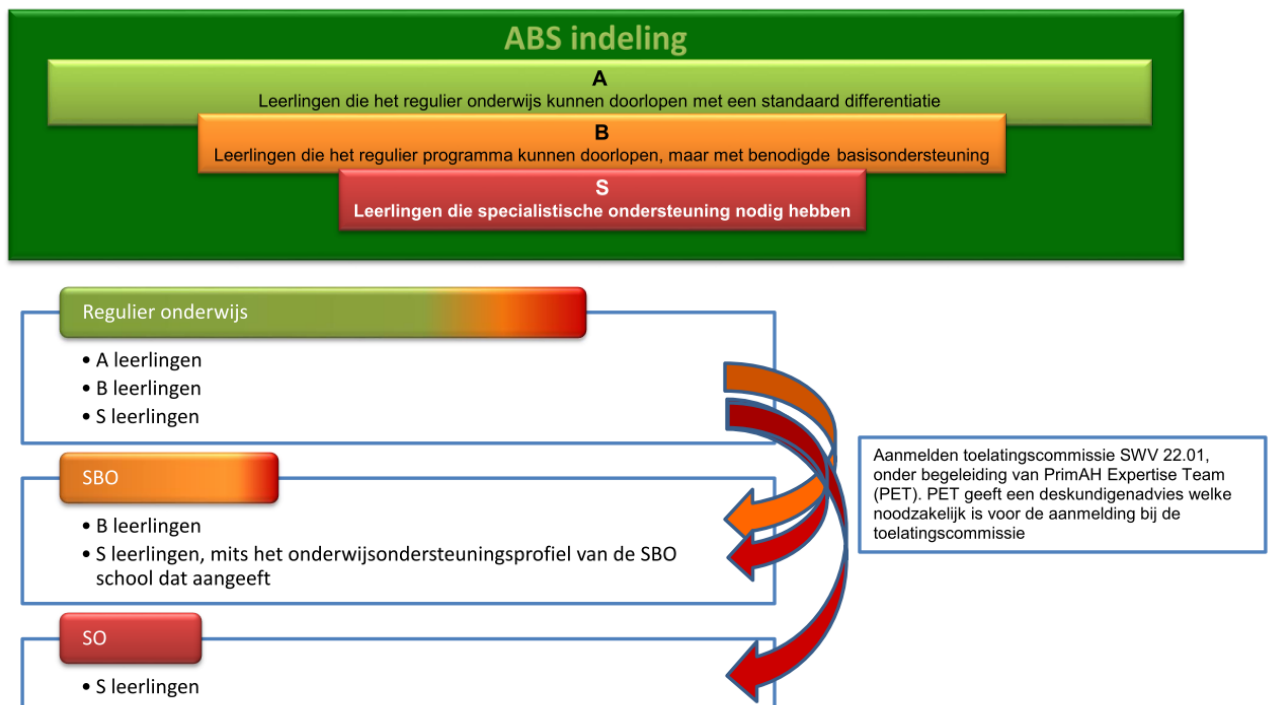 ABS indeling
A
Leerlingen die het regulier onderwijs kunnen doorlopen met een standaard differentiatie
B
Leerlingen die het regulier programma kunnen doorlopen, maar met benodigde basisondersteuning
S
Leerlingen die specialistische ondersteuning nodig hebben
Regulier onderwijs
• A leerlingen
• B leerlingen
• S leerlingen
SBO
• B leerlingen
• S leerlingen, mits het onderwijsondersteuningsprofiel van de SBO
school dat aangeeft
SO
• S leerlingen
Aanmelden toelatingscommissie SWV 22.01,
onder begeleiding van PrimAH Expertise Team
(PET). PET geeft een deskundigenadvies welke
noodzakelijk is voor de aanmelding bij de
toelatingscommissie